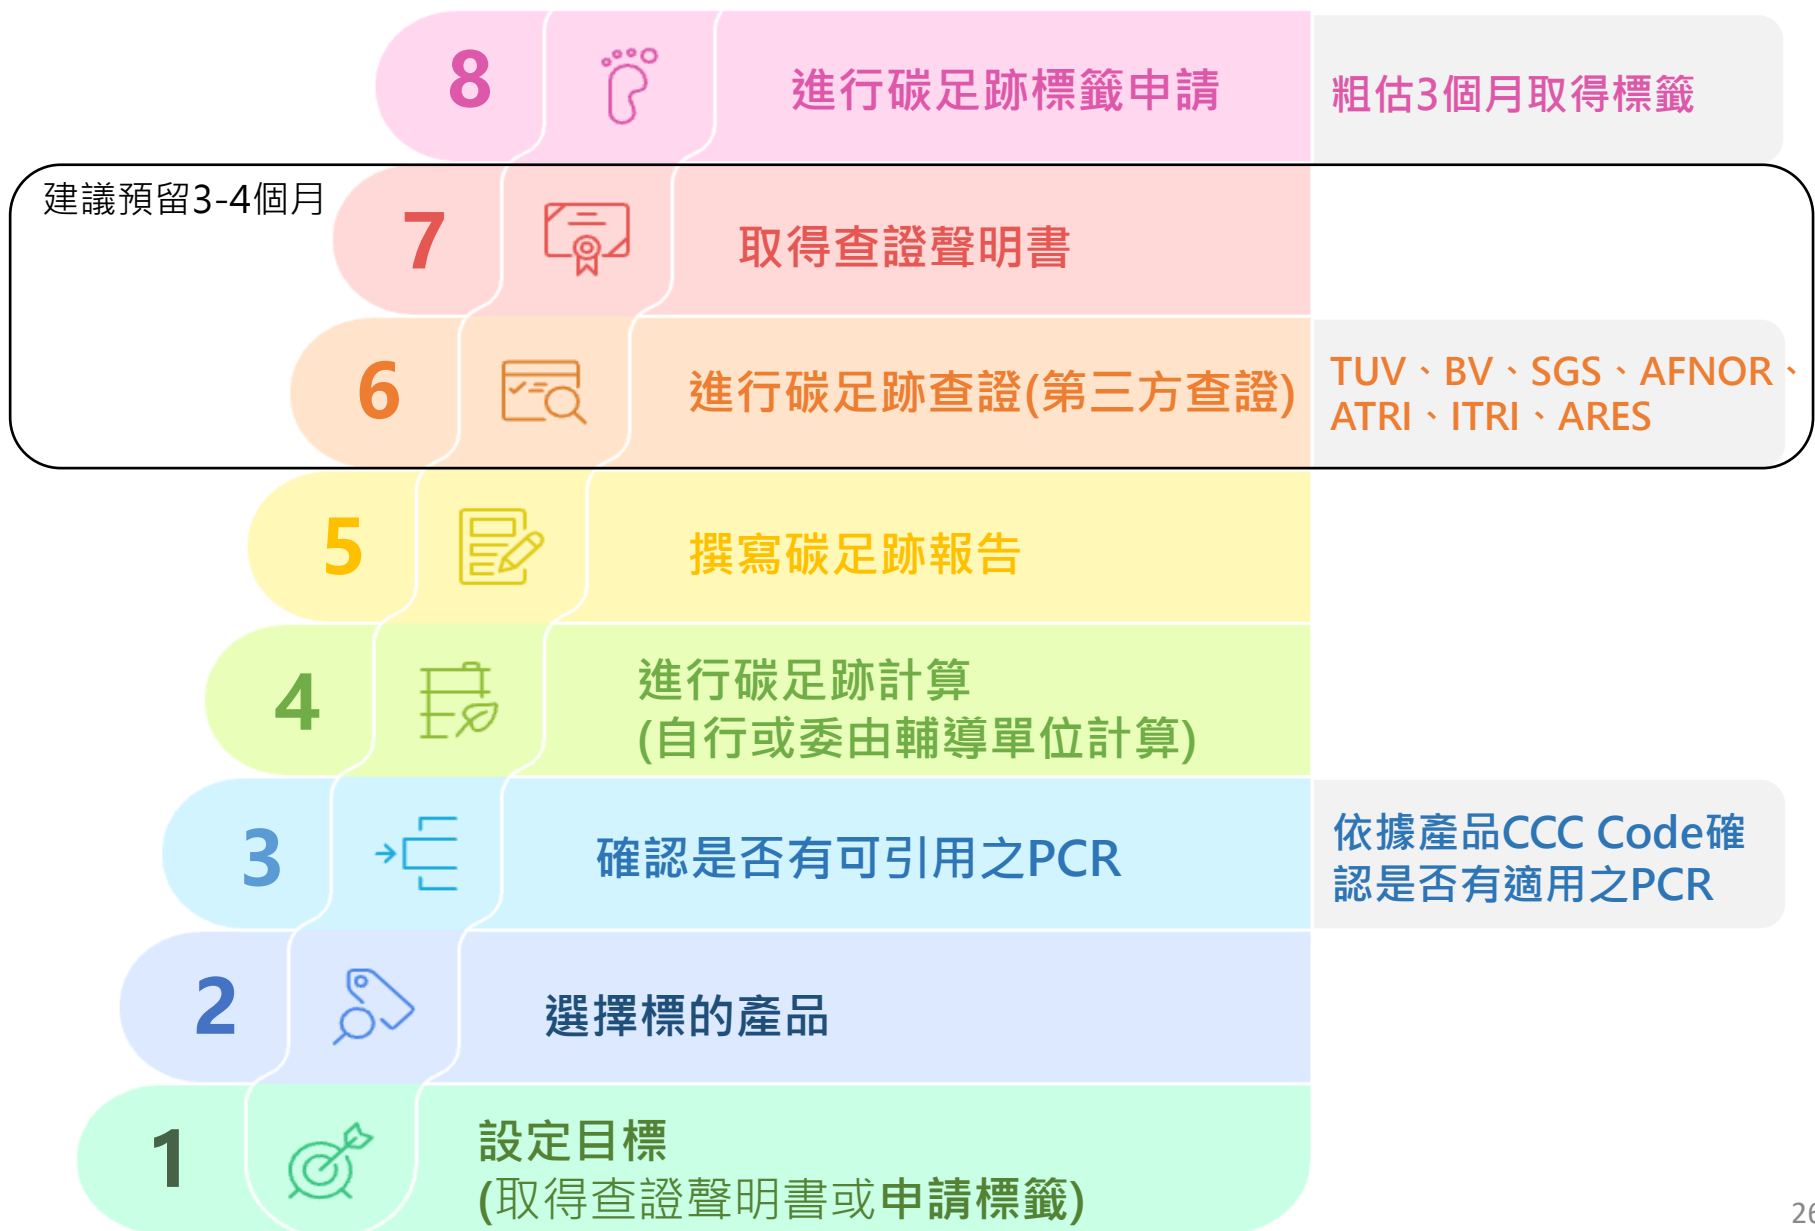 8
進行碳足跡標籤申請
粗估3個月取得標籤
建議預留3-4個月
7
取得查證聲明書
6
進行碳足跡查證(第三方查證)
TUV、BV、SGS、AFNOR、
ATRI、ITRI、ARES
5
撰寫碳足跡報告
4
進行碳足跡計算
(自行或委由輔導單位計算)
3
確認是否有可引用之PCR
依據產品CCC Code確
認是否有適用之PCR
2
選擇標的產品
1
設定目標
(取得查證聲明書或申請標籤)
26